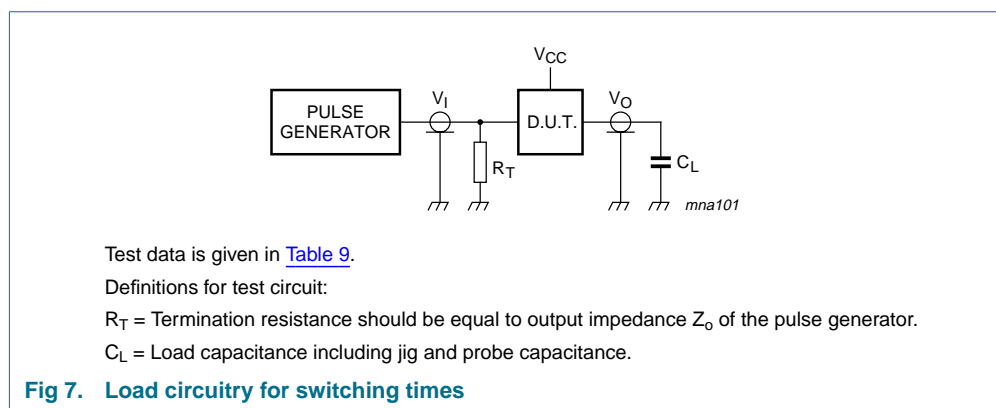 VCC
PULSE
GENERATOR
VI
D.U.T.
VO
RT
CL
mna101
Test data is given in Table 9.
Definitions for test circuit:
RT = Termination resistance should be equal to output impedance Zo of the pulse generator.
CL = Load capacitance including jig and probe capacitance.
Fig 7. Load circuitry for switching times